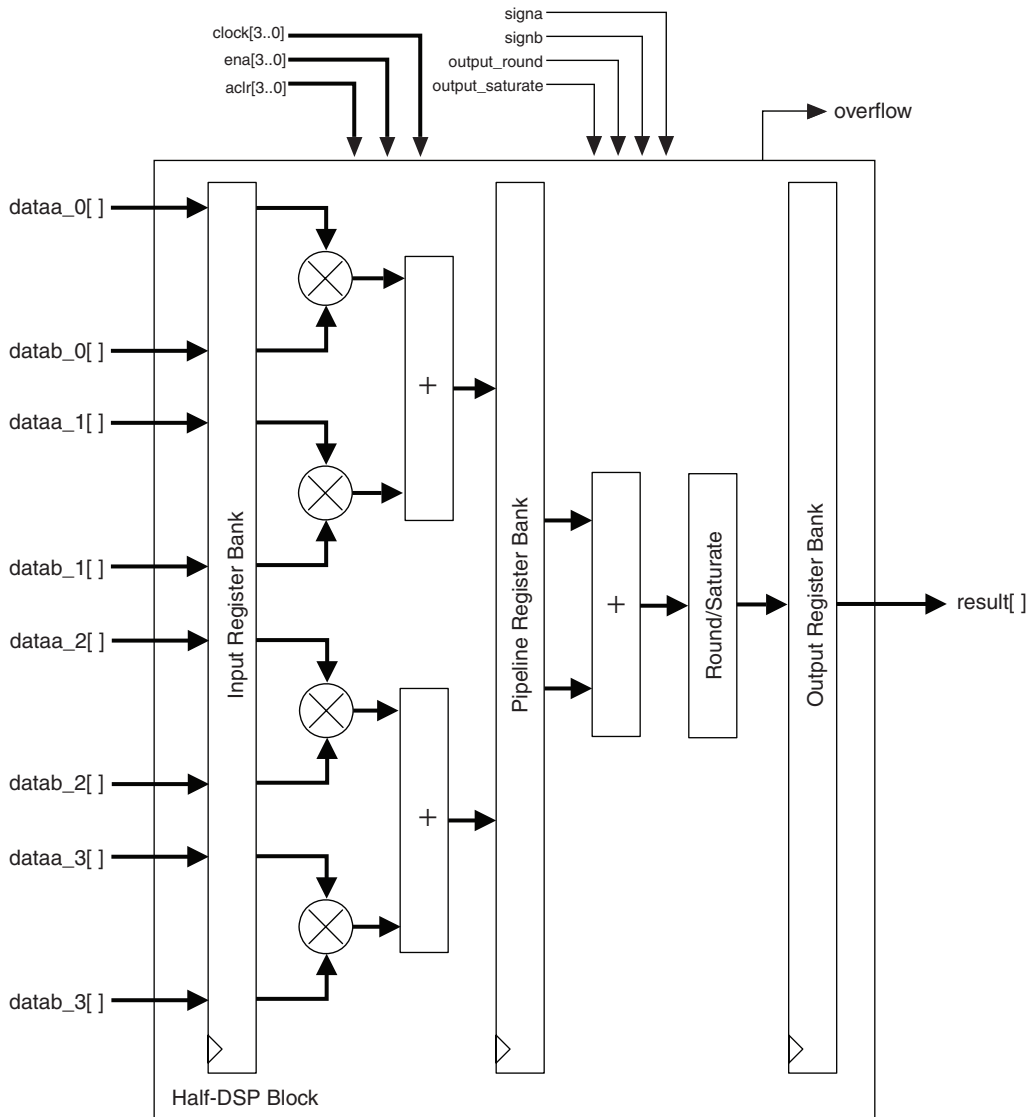 clock[3..0]
ena[3..0]
aclr[3..0]
signa
signb
output_round
output_saturate
overflow
dataa_0[ ]
datab_0[ ]
dataa_1[ ]
datab_1[ ]
dataa_2[ ]
datab_2[ ]
dataa_3[ ]
datab_3[ ]
Input Register Bank
+
+
Pipeline Register Bank
+
Round/Saturate
Output Register Bank
result[ ]
Half-DSP Block